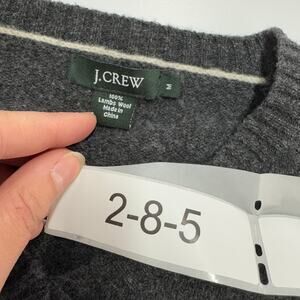 J.CREW
M
100%
Lambs Wool
Made in
China
2-8-5